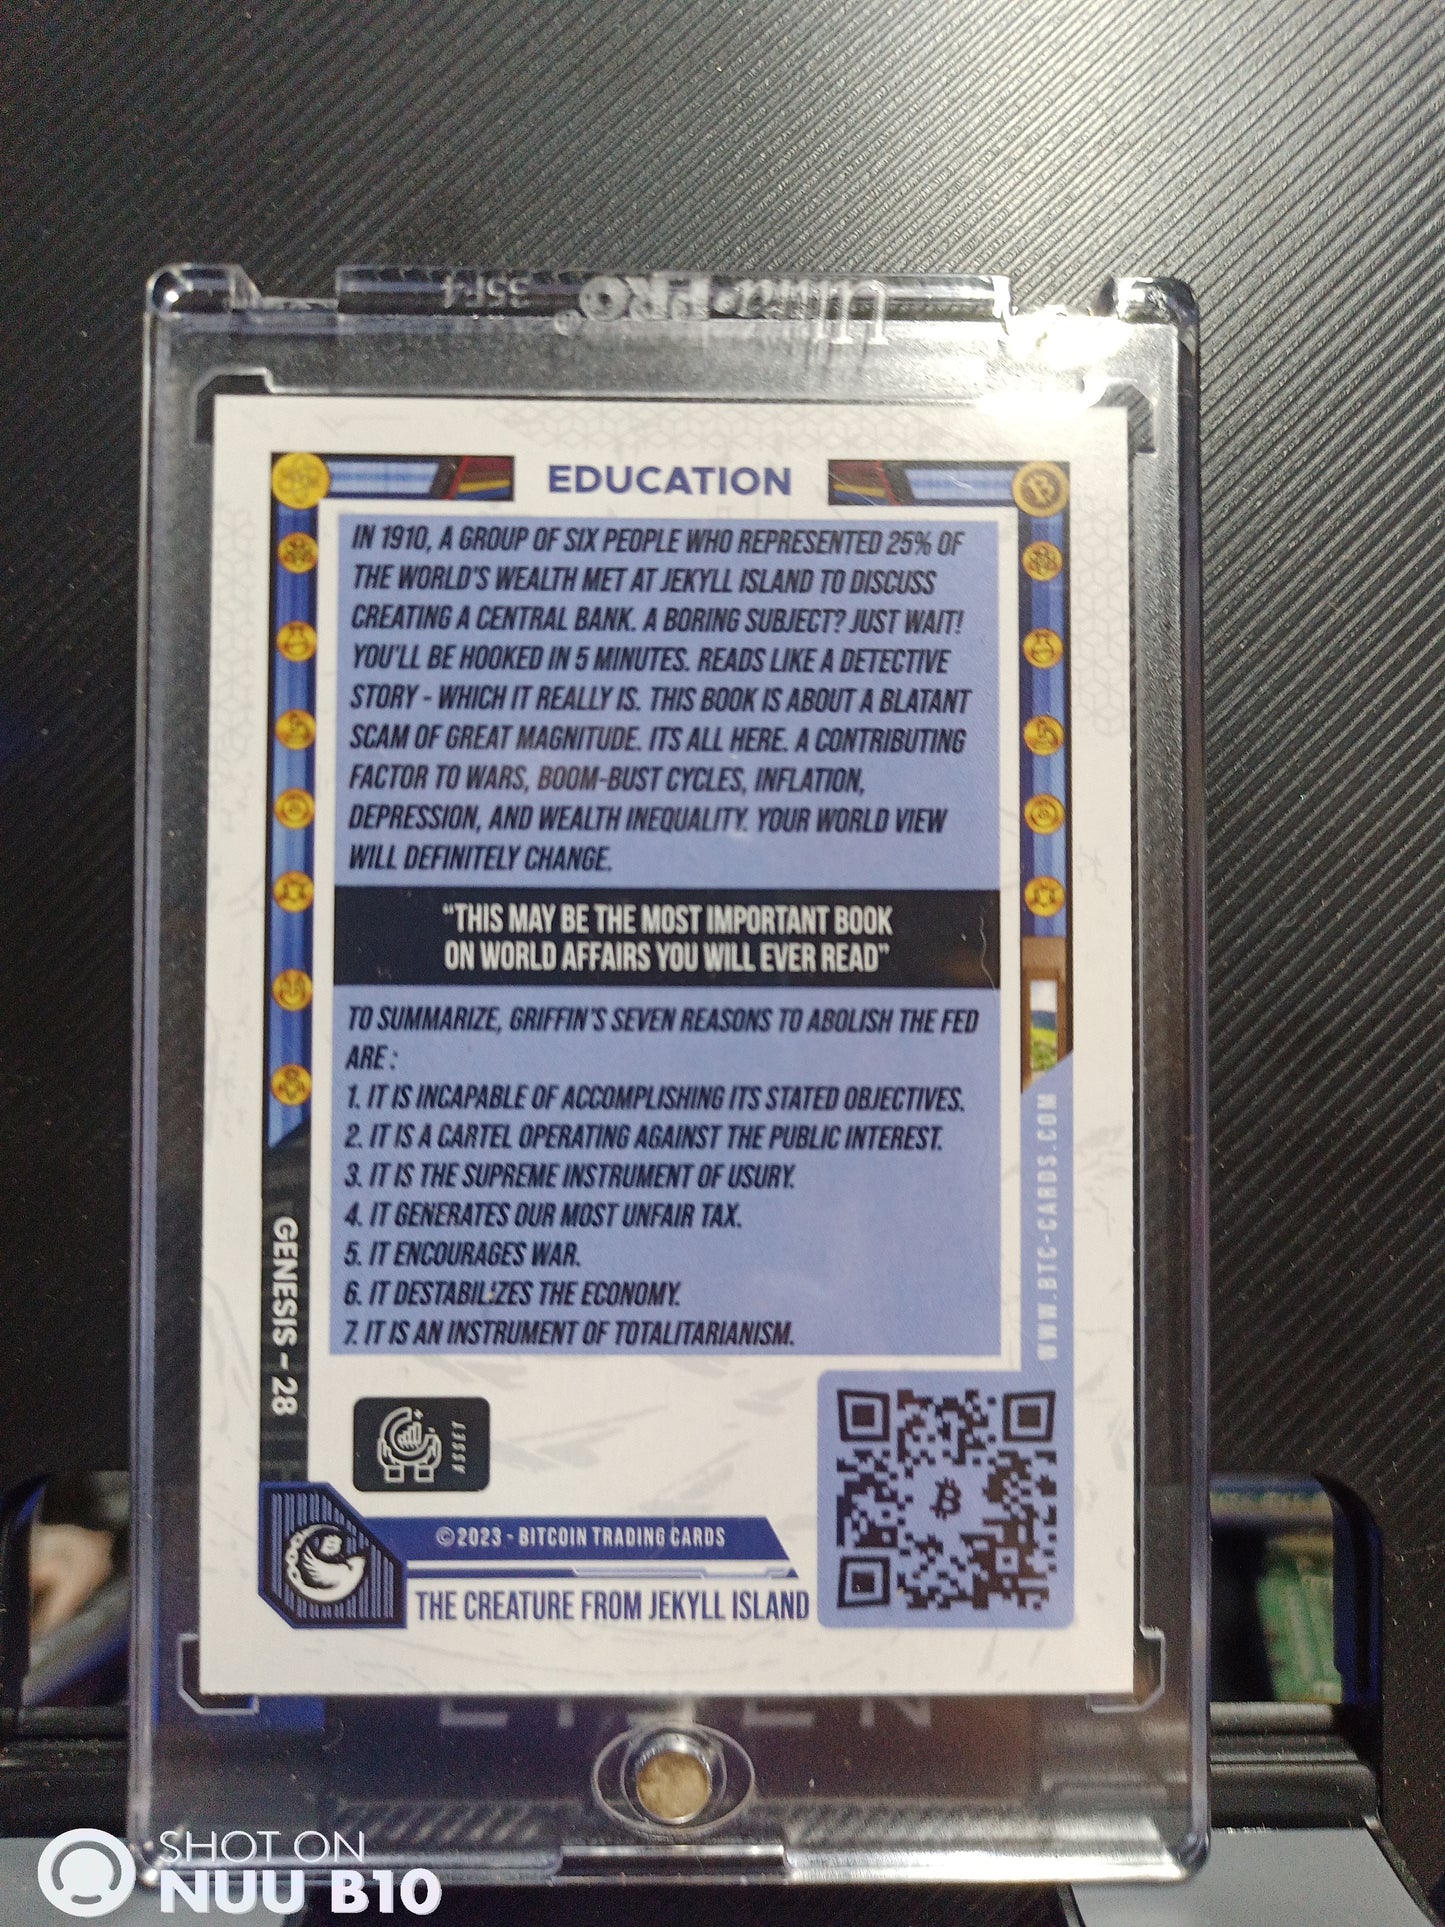 Ultra·PRO®
35PT
EDUCATION
IN 1910, A GROUP OF SIX PEOPLE WHO REPRESENTED 25% OF
THE WORLD'S WEALTH MET AT JEKYLL ISLAND TO DISCUSS
CREATING A CENTRAL BANK. A BORING SUBJECT? JUST WAIT!
YOU'LL BE HOOKED IN 5 MINUTES. READS LIKE A DETECTIVE
STORY - WHICH IT REALLY IS. THIS BOOK IS ABOUT A BLATANT
SCAM OF GREAT MAGNITUDE. ITS ALL HERE. A CONTRIBUTING
FACTOR TO WARS, BOOM-BUST CYCLES, INFLATION,
DEPRESSION, AND WEALTH INEQUALITY. YOUR WORLD VIEW
WILL DEFINITELY CHANGE.
"THIS MAY BE THE MOST IMPORTANT BOOK
ON WORLD AFFAIRS YOU WILL EVER READ"
TO SUMMARIZE, GRIFFIN'S SEVEN REASONS TO ABOLISH THE FED
ARE :
1. IT IS INCAPABLE OF ACCOMPLISHING ITS STATED OBJECTIVES.
2. IT IS A CARTEL OPERATING AGAINST THE PUBLIC INTEREST.
3. IT IS THE SUPREME INSTRUMENT OF USURY.
4. IT GENERATES OUR MOST UNFAIR TAX.
5. IT ENCOURAGES WAR.
6. IT DESTABILIZES THE ECONOMY.
7. IT IS AN INSTRUMENT OF TOTALITARIANISM.
GENESIS - 28
WWW.BTC-CARDS.COM
ASSET
©2023 - BITCOIN TRADING CARDS
THE CREATURE FROM JEKYLL ISLAND
SHOT ON
NUU B10